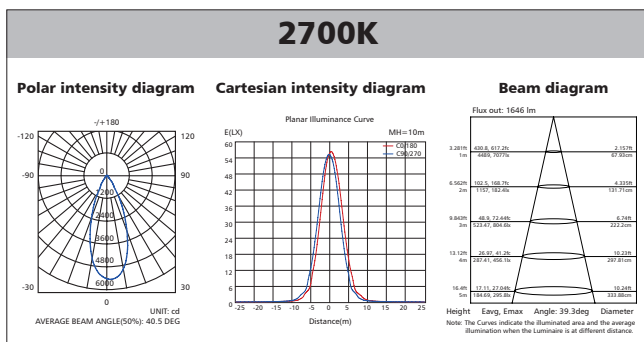 2700K
Polar intensity diagram
Cartesian intensity diagram
Beam diagram
-/+180
-120
120
-90
90
-30
30
0
1200
2400
3600
4800
6000
0
UNIT: cd
AVERAGE BEAM ANGLE(50%): 40.5 DEG
Planar Illuminance Curve
E(LX)
MH=10m
C0/180
C90/270
60
54
48
42
36
30
24
18
12
6
0
-25 -20 -15 -10 -5 0 5 10 15 20 25
Distance(m)
Flux out: 1646 lm
3.281ft 430.8, 617.2fc 2.157ft
1m 4489, 7077lx 67.93cm
6.562ft 102.5, 168.7fc 4.335ft
2m 1157, 182.4lx 131.71cm
9.843ft 48.9, 72.44fc 6.74ft
3m 523.47, 804.6lx 222.2cm
13.12ft 26.97, 41.2fc 10.23ft
4m 287.41, 456.1lx 297.81cm
16.4ft 17.11, 27.04fc 10.24ft
5m 184.69, 295.8lx 333.88cm
Height Eavg, Emax Angle: 39.3deg Diameter
Note: The Curves indicate the illuminated area and the average
illumination when the Luminaire is at different distance.